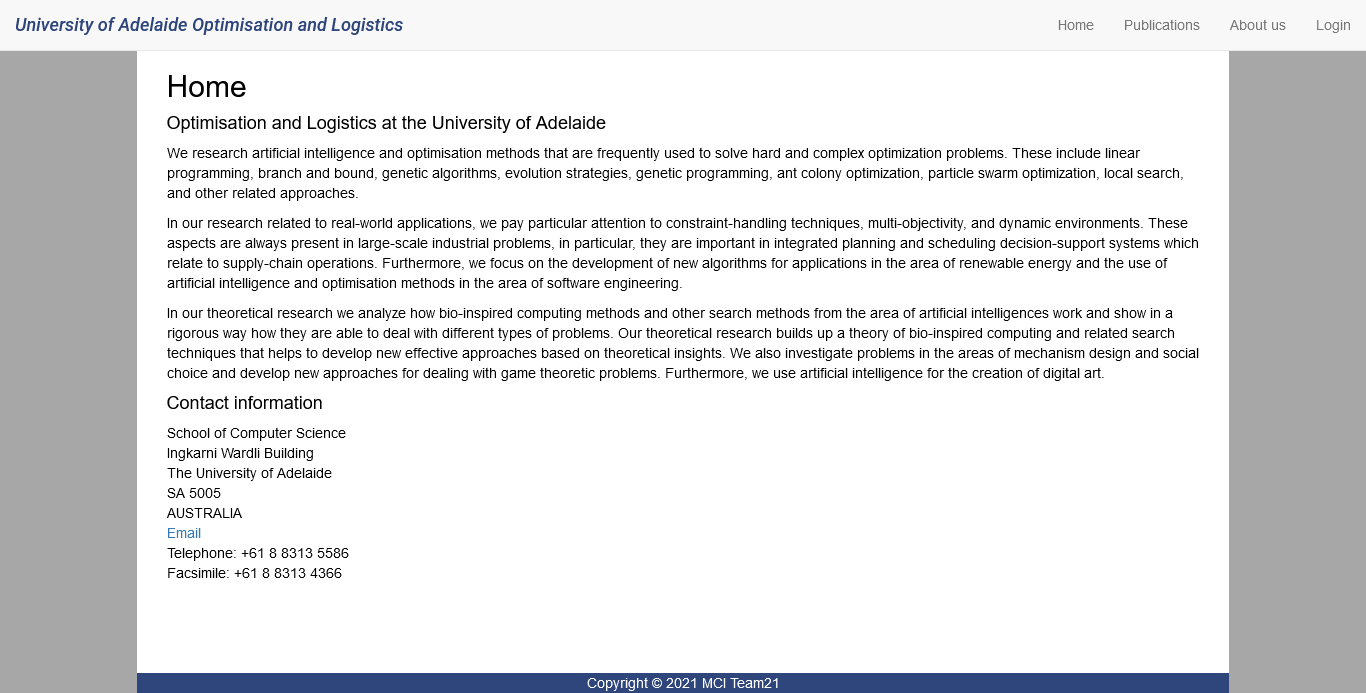 University of Adelaide Optimisation and Logistics
Home
Publications
About us
Login
Home
Optimisation and Logistics at the University of Adelaide
We research artificial intelligence and optimisation methods that are frequently used to solve hard and complex optimization problems. These include linear
programming, branch and bound, genetic algorithms, evolution strategies, genetic programming, ant colony optimization, particle swarm optimization, local search,
and other related approaches.
In our research related to real-world applications, we pay particular attention to constraint-handling techniques, multi-objectivity, and dynamic environments. These
aspects are always present in large-scale industrial problems, in particular, they are important in integrated planning and scheduling decision-support systems which
relate to supply-chain operations. Furthermore, we focus on the development of new algorithms for applications in the area of renewable energy and the use of
artificial intelligence and optimisation methods in the area of software engineering.
In our theoretical research we analyze how bio-inspired computing methods and other search methods from the area of artificial intelligences work and show in a
rigorous way how they are able to deal with different types of problems. Our theoretical research builds up a theory of bio-inspired computing and related search
techniques that helps to develop new effective approaches based on theoretical insights. We also investigate problems in the areas of mechanism design and social
choice and develop new approaches for dealing with game theoretic problems. Furthermore, we use artificial intelligence for the creation of digital art.
Contact information
School of Computer Science
Ingkarni Wardli Building
The University of Adelaide
SA 5005
AUSTRALIA
Email
Telephone: +61 8 8313 5586
Facsimile: +61 8 8313 4366
Copyright © 2021 MCI Team21